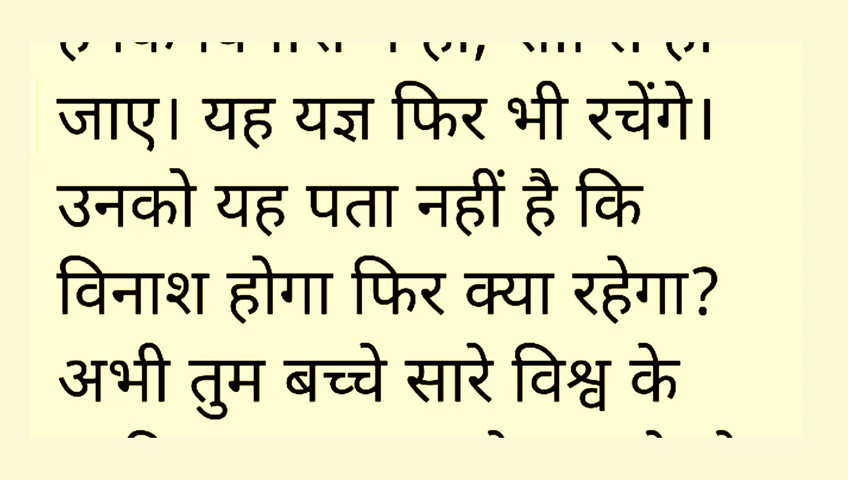 जाए। यह यज्ञ फिर भी रचेंगे।
उनको यह पता नहीं है कि
विनाश होगा फिर क्या रहेगा?
अभी तुम बच्चे सारे विश्व के